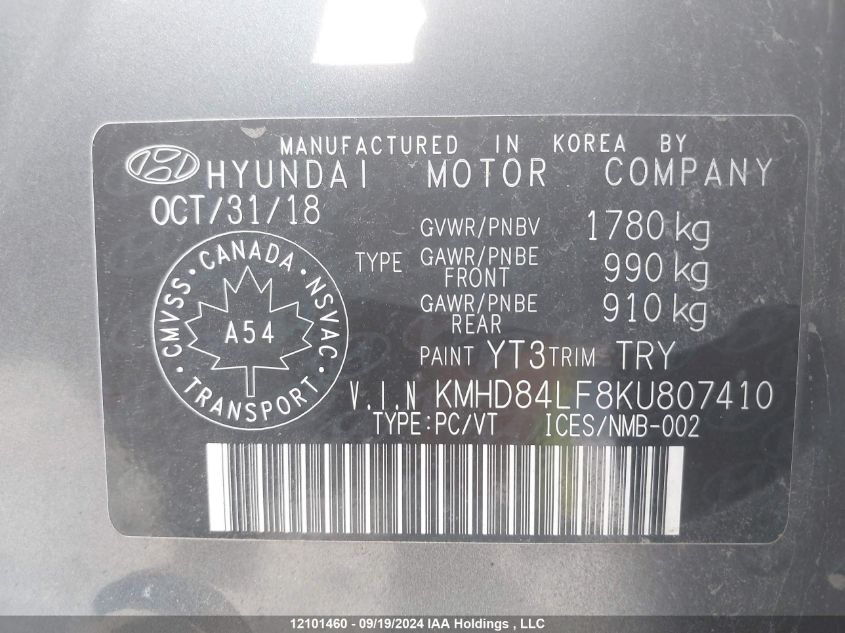 MANUFACTURED IN KOREA BY
HYUNDAI MOTOR COMPANY
OCT/31/18
GVWR/PNBV 1780 kg
TYPE GAWR/PNBE FRONT 990 kg
GAWR/PNBE REAR 910 kg
PAINT YT3 TRIM TRY
CANADA
CMVSS NSVAC
A54
TRANSPORT
V.I.N KMHD84LF8KU807410
TYPE:PC/VT ICES/NMB-002
12101460 - 09/19/2024 IAA Holdings , LLC